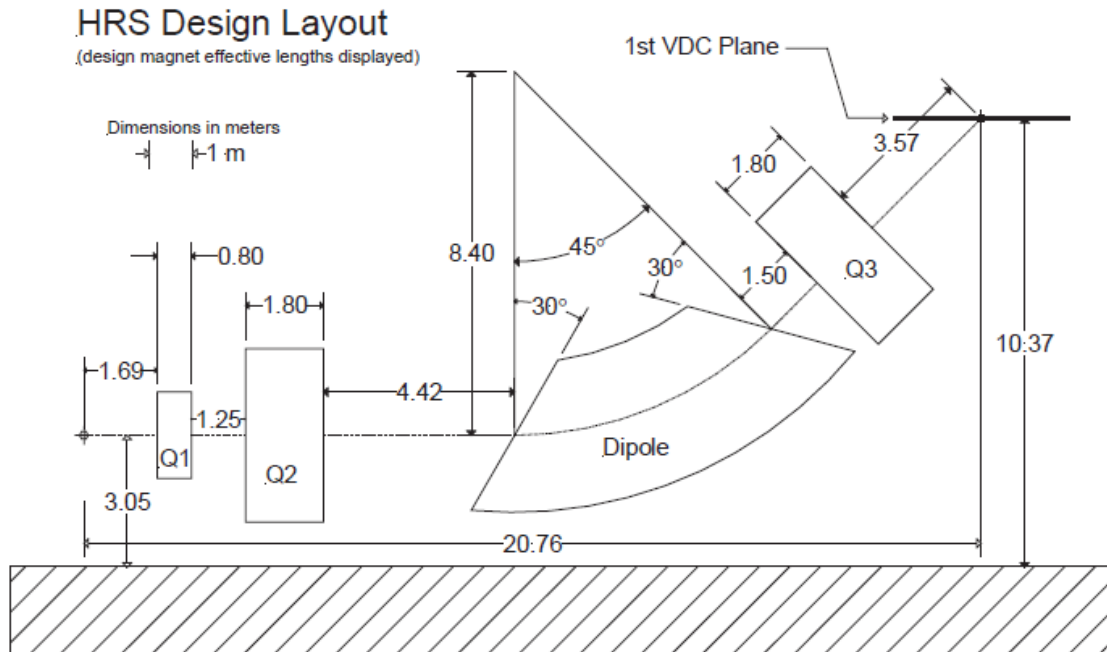 HRS Design Layout
(design magnet effective lengths displayed)
1st VDC Plane
Dimensions in meters
1 m
3.57
1.80
0.80
8.40
45°
30°
1.50
Q3
1.80
30°
10.37
1.69
4.42
1.25
Dipole
Q1
Q2
3.05
20.76